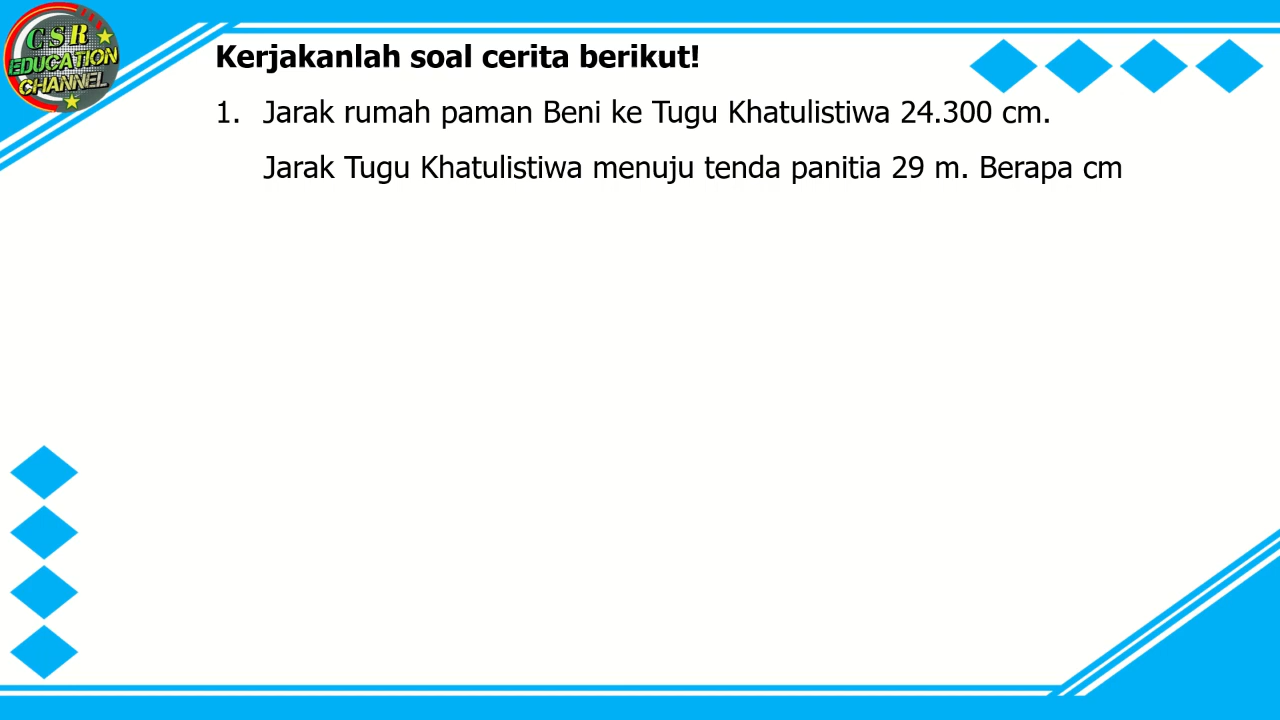 CSR
EDUCATION
CHANNEL
Kerjakanlah soal cerita berikut!
1. Jarak rumah paman Beni ke Tugu Khatulistiwa 24.300 cm.
Jarak Tugu Khatulistiwa menuju tenda panitia 29 m. Berapa cm